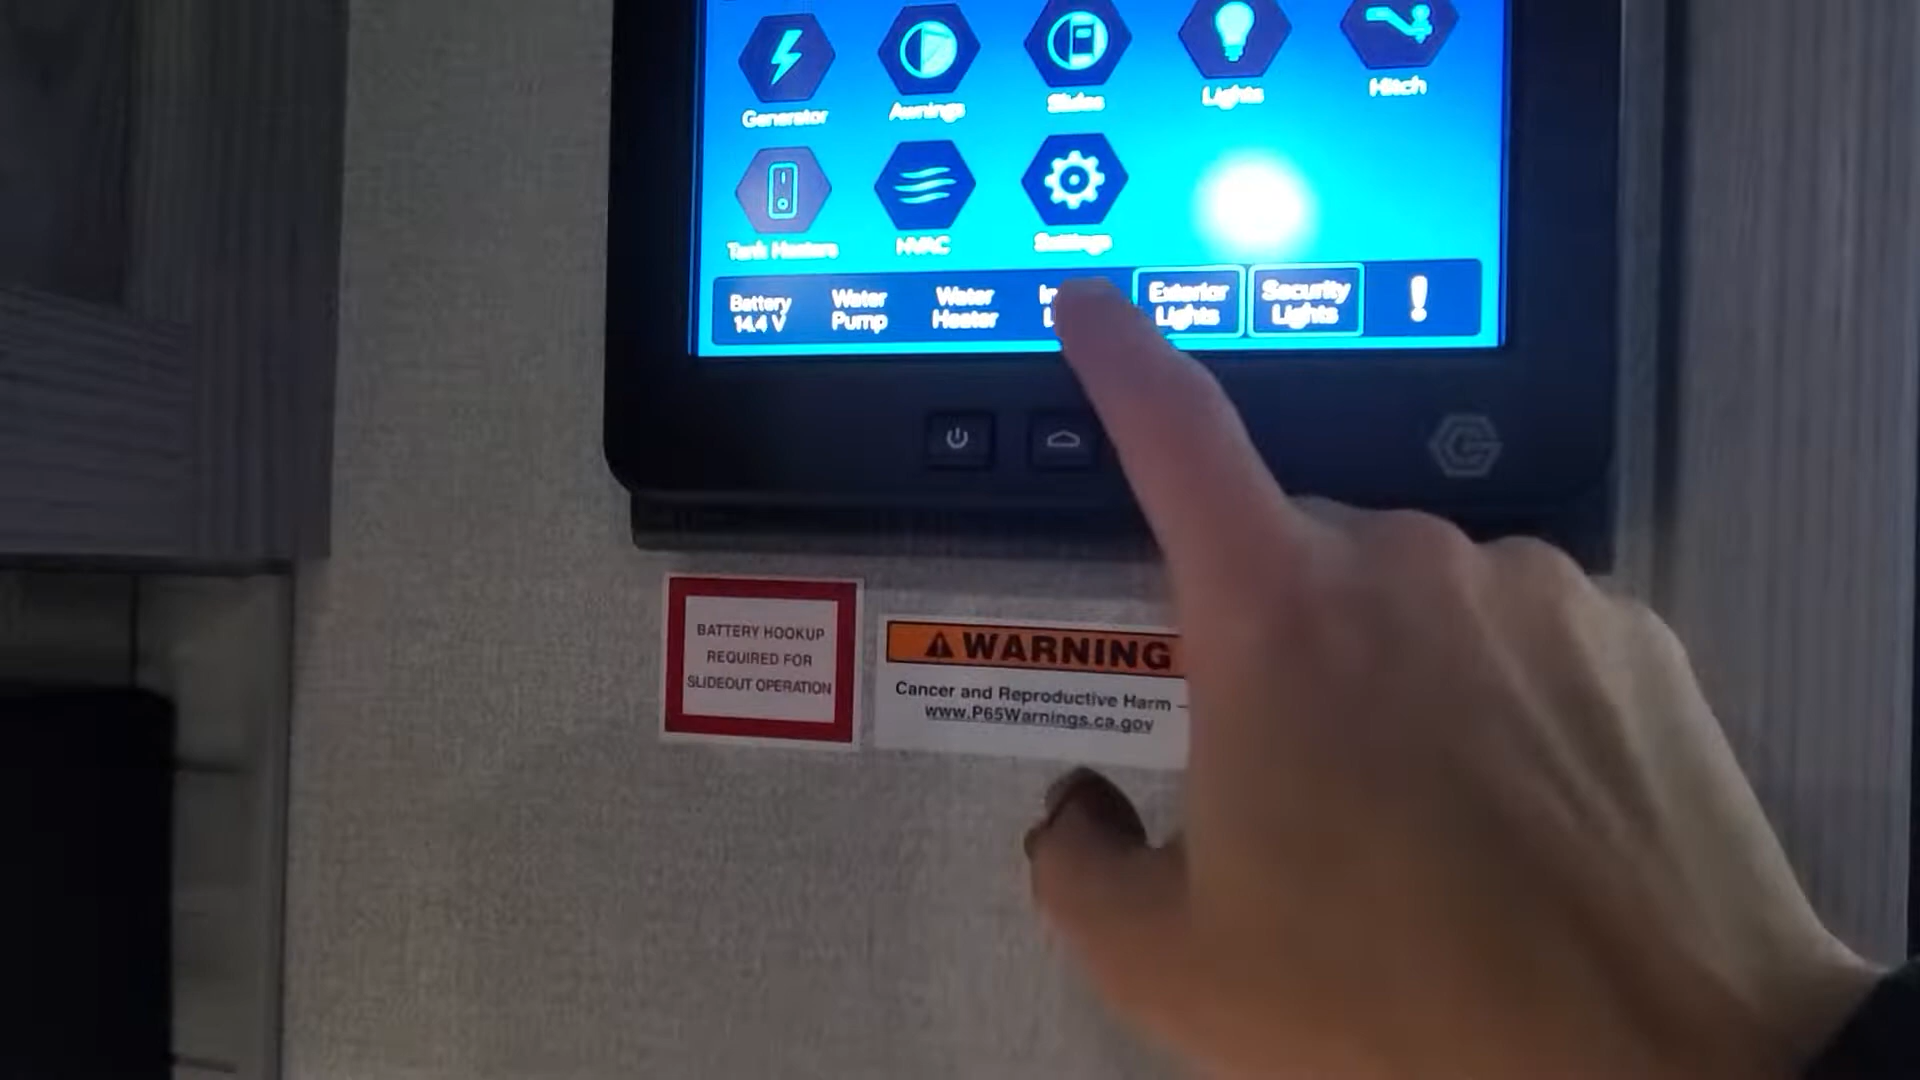 Generator
Awnings
Slides
Lights
Hitch
Tank Heaters
HVAC
Settings
Battery
14.4 V
Water
Pump
Water
Heater
Exterior
Lights
Security
Lights
!
BATTERY HOOKUP
REQUIRED FOR
SLIDEOUT OPERATION
WARNING
Cancer and Reproductive Harm –
www.P65Warnings.ca.gov